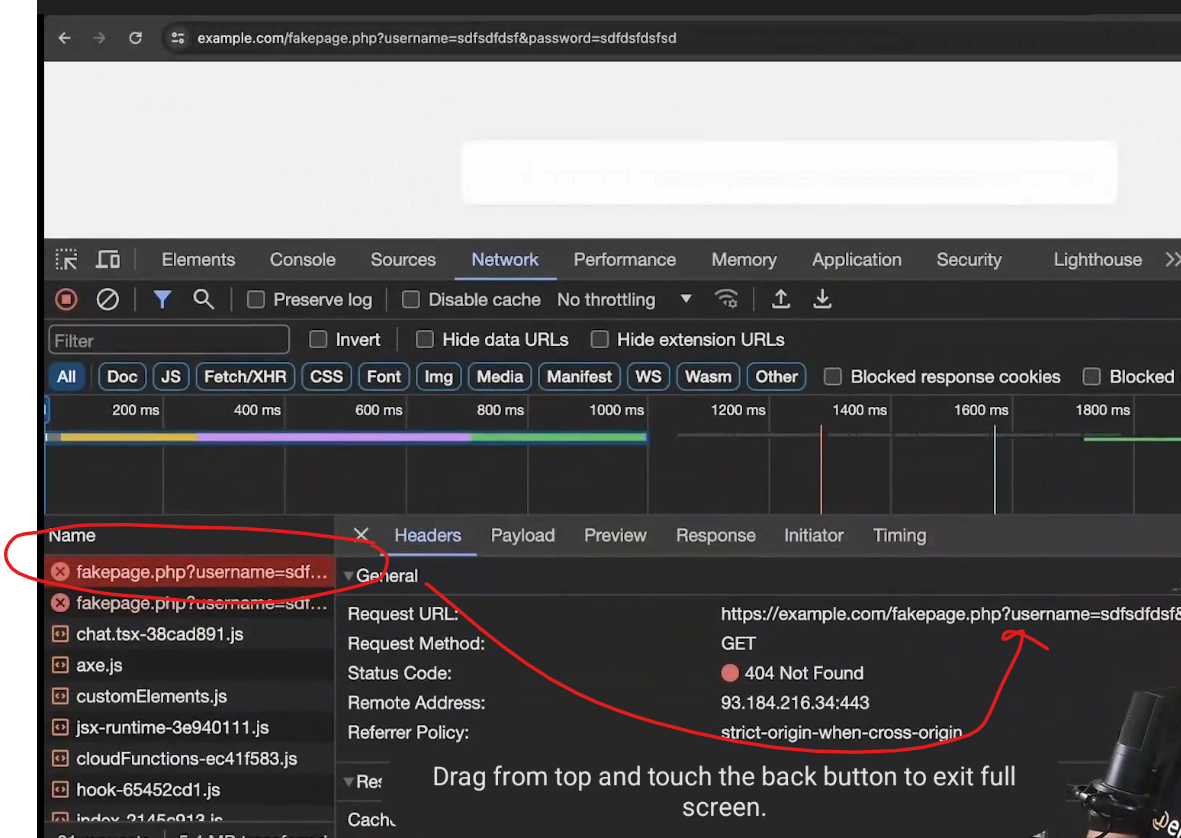 example.com/fakepage.php?username=sdfsdfdsf&password=sdfdsfdsfsd
Elements Console Sources Network Performance Memory Application Security Lighthouse
Preserve log Disable cache No throttling
Filter Invert Hide data URLs Hide extension URLs
All Doc JS Fetch/XHR CSS Font Img Media Manifest WS Wasm Other Blocked response cookies Blocked
200 ms 400 ms 600 ms 800 ms 1000 ms 1200 ms 1400 ms 1600 ms 1800 ms
Name Headers Payload Preview Response Initiator Timing
fakepage.php?username=sdf...
fakepage.php?username=sdf...
chat.tsx-38cad891.js
axe.js
customElements.js
jsx-runtime-3e940111.js
cloudFunctions-ec41f583.js
hook-65452cd1.js
index-2145c913.js
General
Request URL: https://example.com/fakepage.php?username=sdfsdfdsf&
Request Method: GET
Status Code: 404 Not Found
Remote Address: 93.184.216.34:443
Referrer Policy: strict-origin-when-cross-origin
Drag from top and touch the back button to exit full
screen.